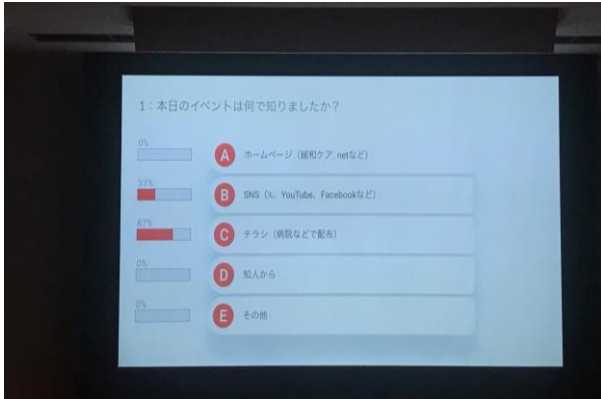 1：本日のイベントは何で知りましたか？
0%
A ホームページ（緩和ケア.netなど）
33%
B SNS（X、YouTube、Facebookなど）
67%
C チラシ（病院などで配布）
0%
D 知人から
0%
E その他